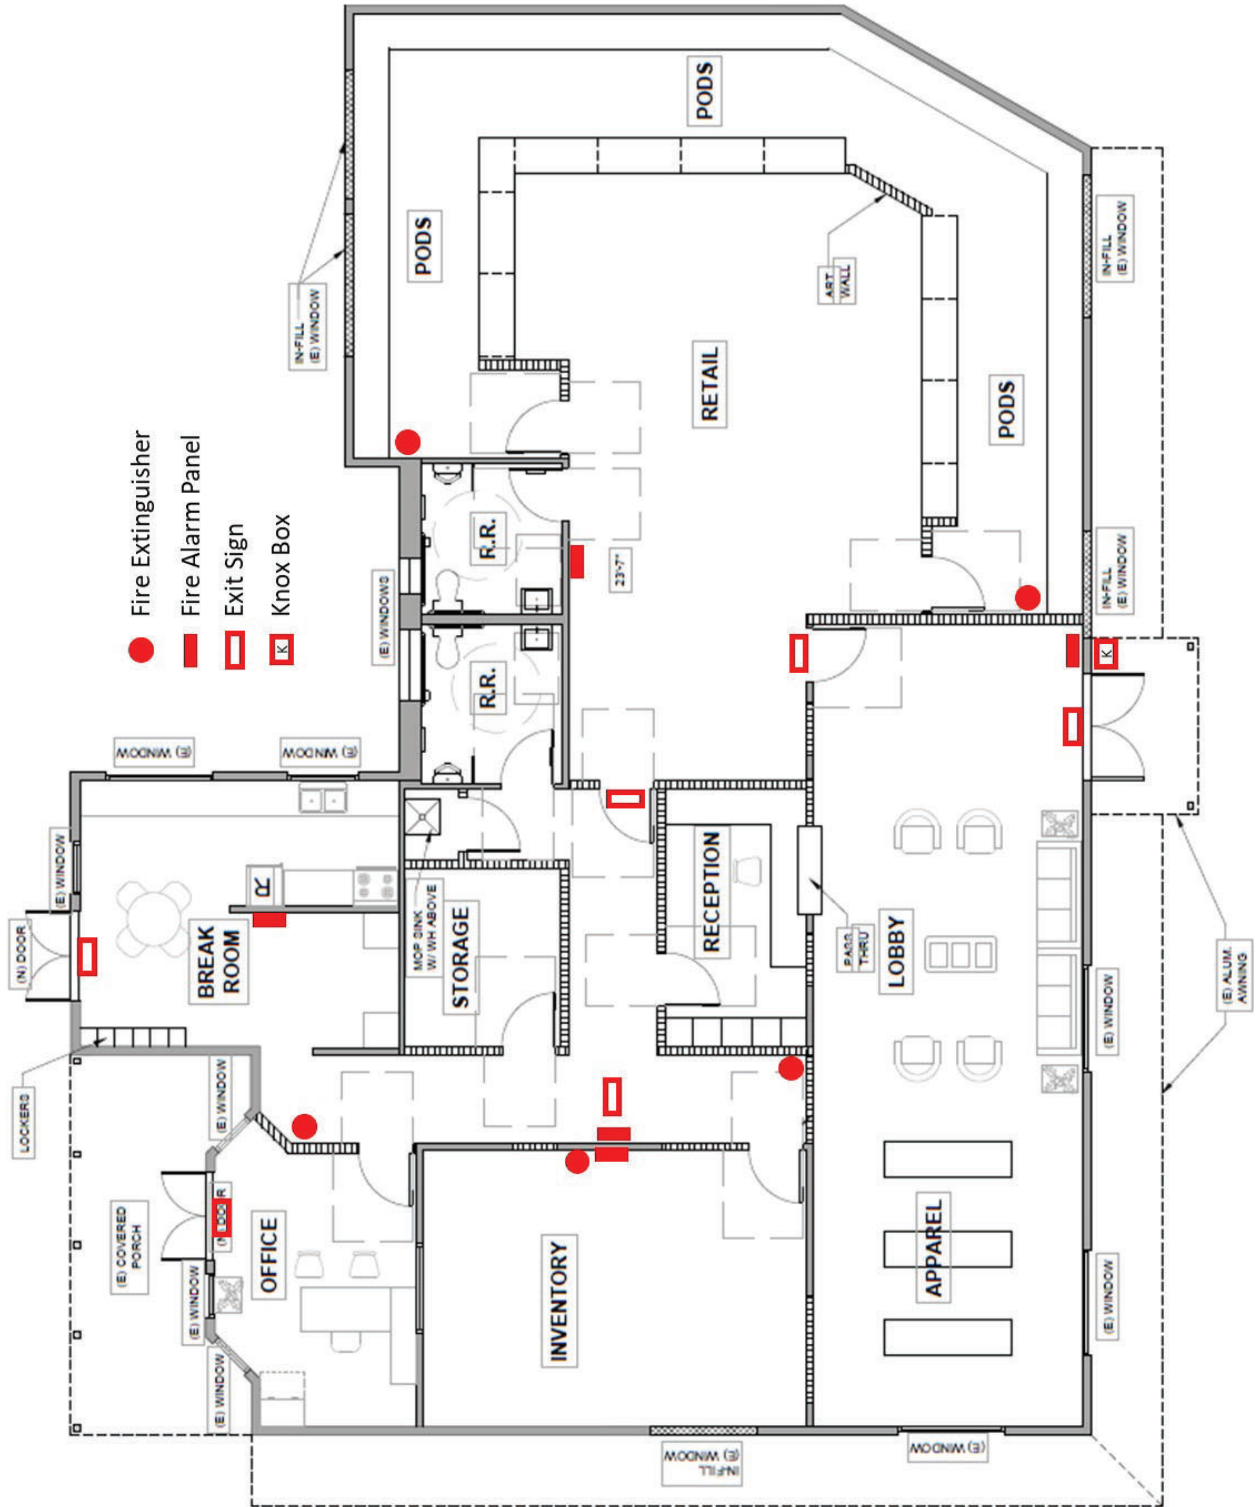 Fire Extinguisher
Fire Alarm Panel
Exit Sign
K
Knox Box
IN-FILL
(E) WINDOW
PODS
PODS
ART
WALL
IN-FILL
(E) WINDOW
RETAIL
PODS
IN-FILL
(E) WINDOW
R.R.
23'-7"
(E) WINDOWS
R.R.
K
(E) WINDOW
(E) WINDOW
(E) WINDOW
(N) DOOR
R
BREAK
ROOM
MOP SINK
W/ WH ABOVE
STORAGE
RECEPTION
PASS
THRU
LOBBY
(E) ALUM.
AWNING
(E) WINDOW
LOCKERS
(E) WINDOW
(E) COVERED
PORCH
(N) DOOR
OFFICE
(E) WINDOW
(E) WINDOW
INVENTORY
APPAREL
(E) WINDOW
IN-FILL
(E) WINDOW
(E) WINDOW